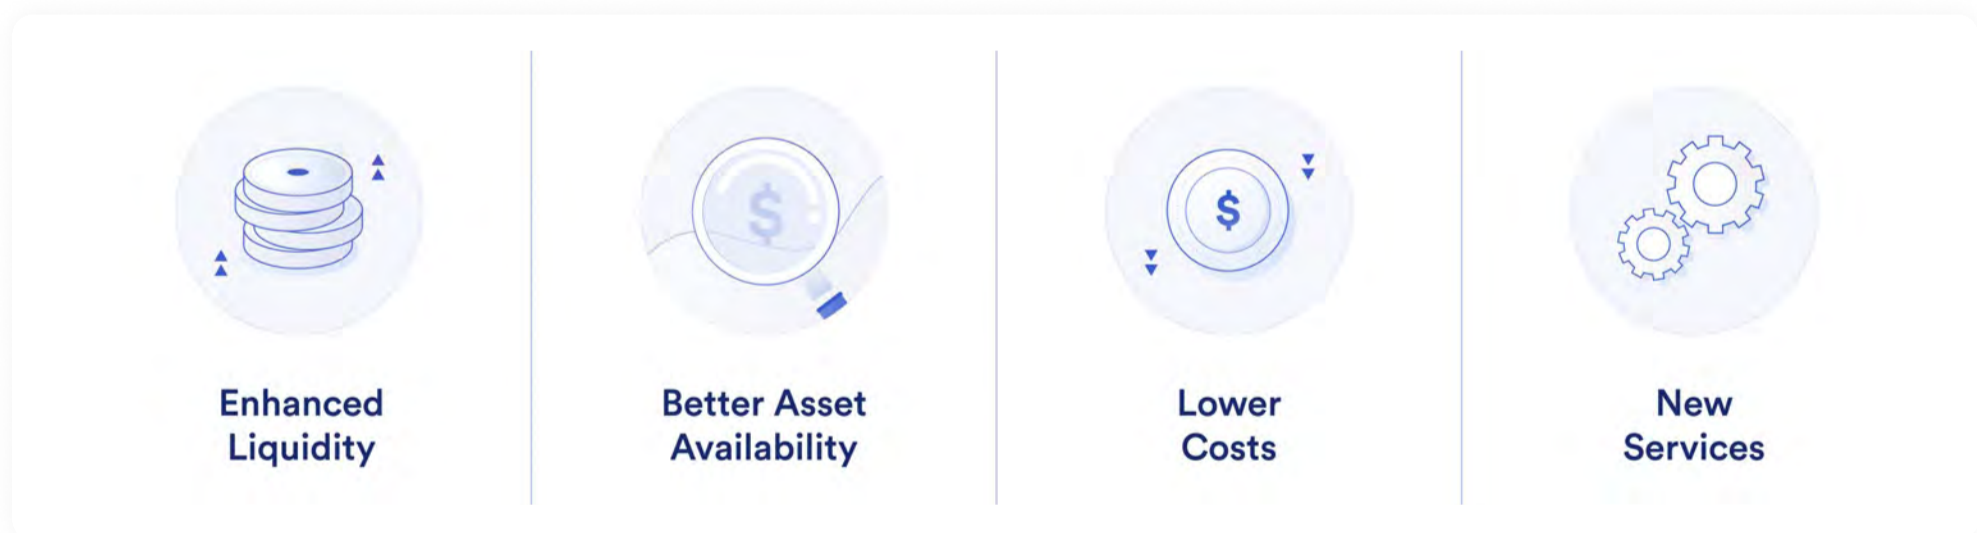 $
$
Enhanced
Liquidity
Better Asset
Availability
Lower
Costs
New
Services